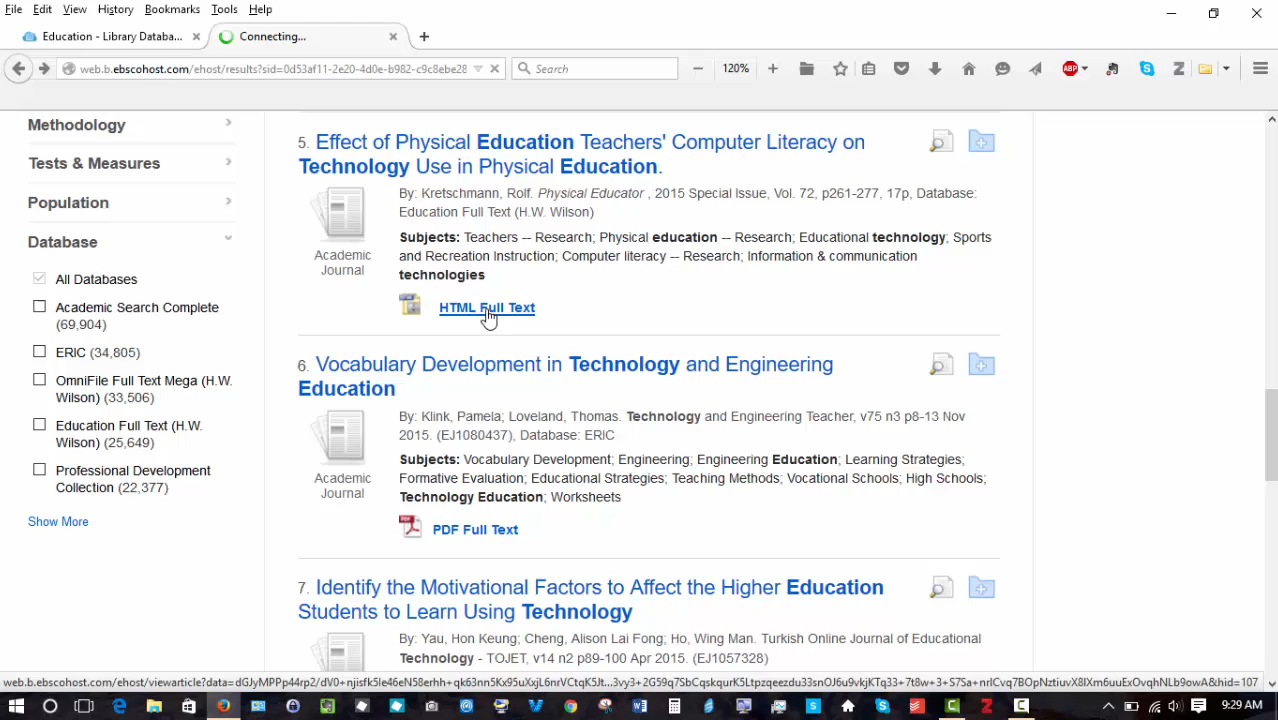 File Edit View History Bookmarks Tools Help
Education - Library Databa...
Connecting...
web.b.ebscohost.com/ehost/results?sid=0d53af11-2e20-4d0e-b982-c9c8ebe28
Search
120%
ABP
Methodology
Tests & Measures
Population
Database
All Databases
Academic Search Complete
(69,904)
ERIC (34,805)
OmniFile Full Text Mega (H.W.
Wilson) (33,506)
Education Full Text (H.W.
Wilson) (25,649)
Professional Development
Collection (22,377)
Show More
5. Effect of Physical Education Teachers' Computer Literacy on
Technology Use in Physical Education.
Academic
Journal
By: Kretschmann, Rolf. Physical Educator , 2015 Special Issue, Vol. 72, p261-277, 17p, Database:
Education Full Text (H.W. Wilson)
Subjects: Teachers -- Research; Physical education -- Research; Educational technology; Sports
and Recreation Instruction; Computer literacy -- Research; Information & communication
technologies
HTML Full Text
6. Vocabulary Development in Technology and Engineering
Education
Academic
Journal
By: Klink, Pamela; Loveland, Thomas. Technology and Engineering Teacher, v75 n3 p8-13 Nov
2015. (EJ1080437), Database: ERIC
Subjects: Vocabulary Development; Engineering; Engineering Education; Learning Strategies;
Formative Evaluation; Educational Strategies; Teaching Methods; Vocational Schools; High Schools;
Technology Education; Worksheets
PDF Full Text
7. Identify the Motivational Factors to Affect the Higher Education
Students to Learn Using Technology
By: Yau, Hon Keung; Cheng, Alison Lai Fong; Ho, Wing Man. Turkish Online Journal of Educational
Technology - TOJET, v14 n2 p89-100 Apr 2015. (EJ1057328)
9:29 AM